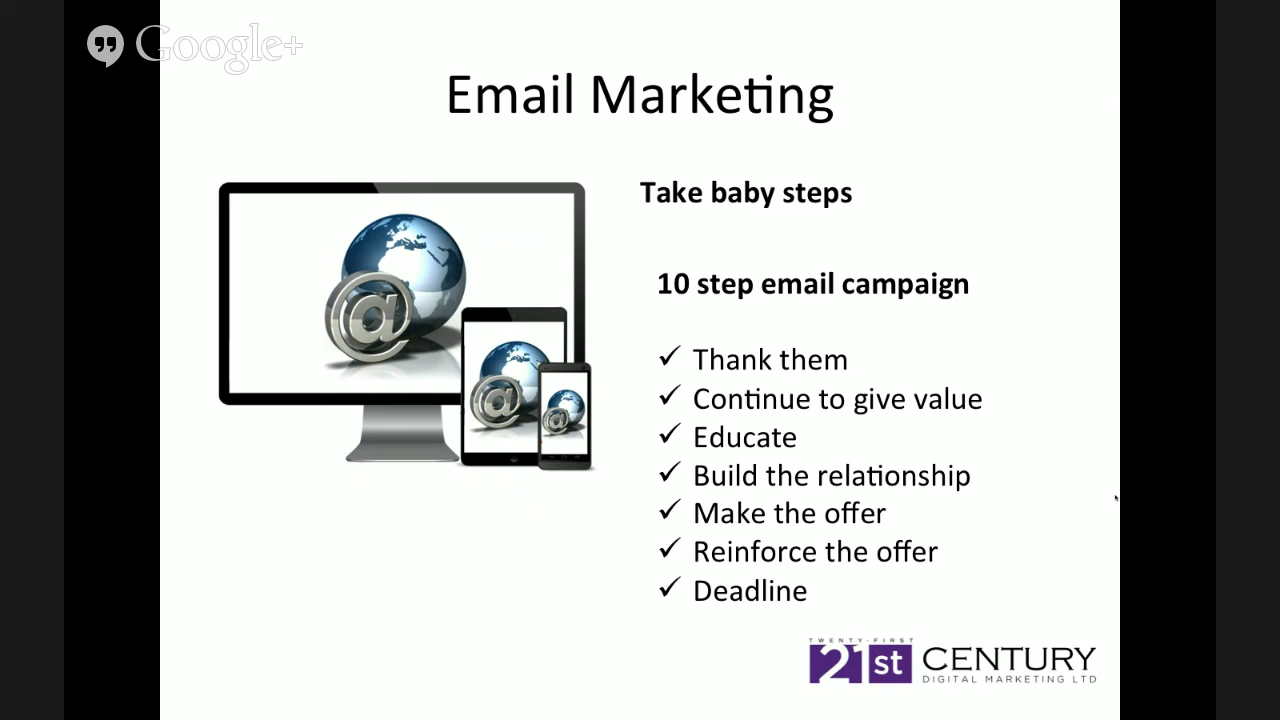 Google+
Email Marketing
Take baby steps
10 step email campaign
✓ Thank them
✓ Continue to give value
✓ Educate
✓ Build the relationship
✓ Make the offer
✓ Reinforce the offer
✓ Deadline
@
@
@
TWENTY-FIRST
21st CENTURY
DIGITAL MARKETING LTD